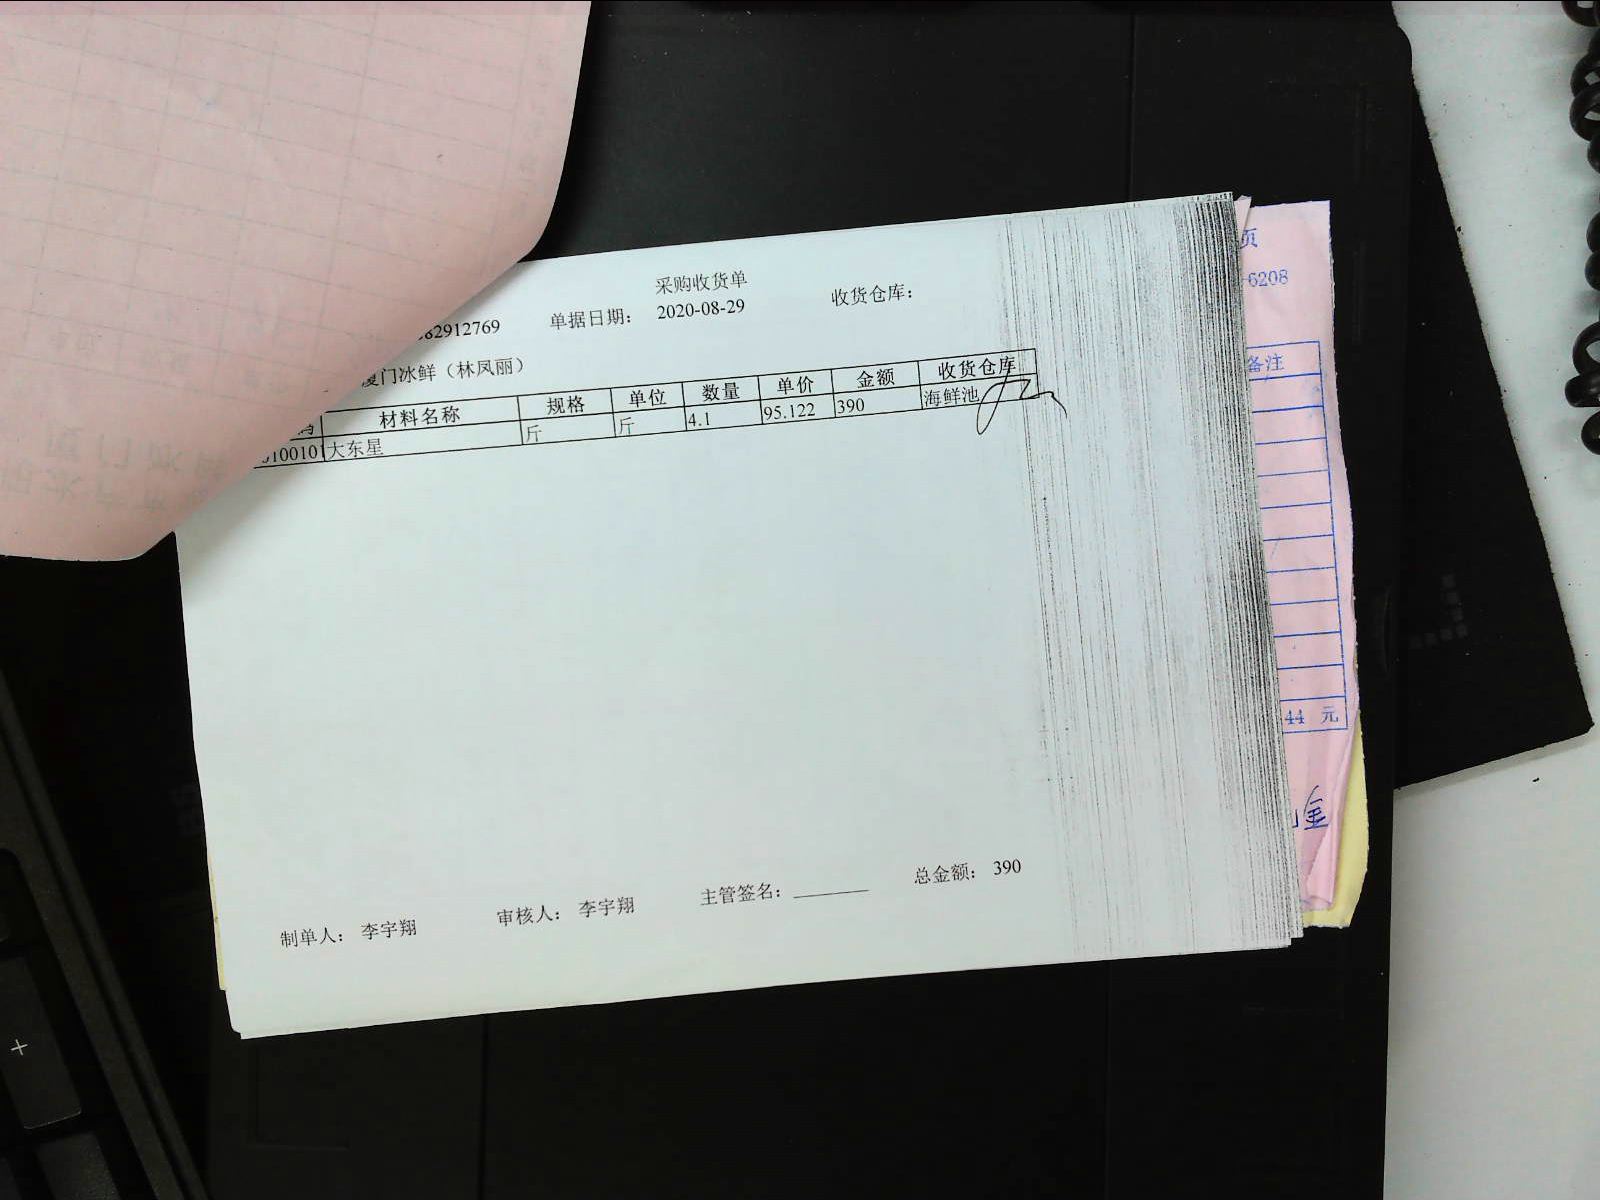 采购收货单
82912769 单据日期： 2020-08-29 收货仓库：
厦门冰鲜（林凤丽）
材料名称 规格 单位 数量 单价 金额 收货仓库
100101 大东星 斤 斤 4.1 95.122 390 海鲜池
总金额： 390
制单人： 李宇翔 审核人： 李宇翔 主管签名：
页
-6208
备注
44 元
+